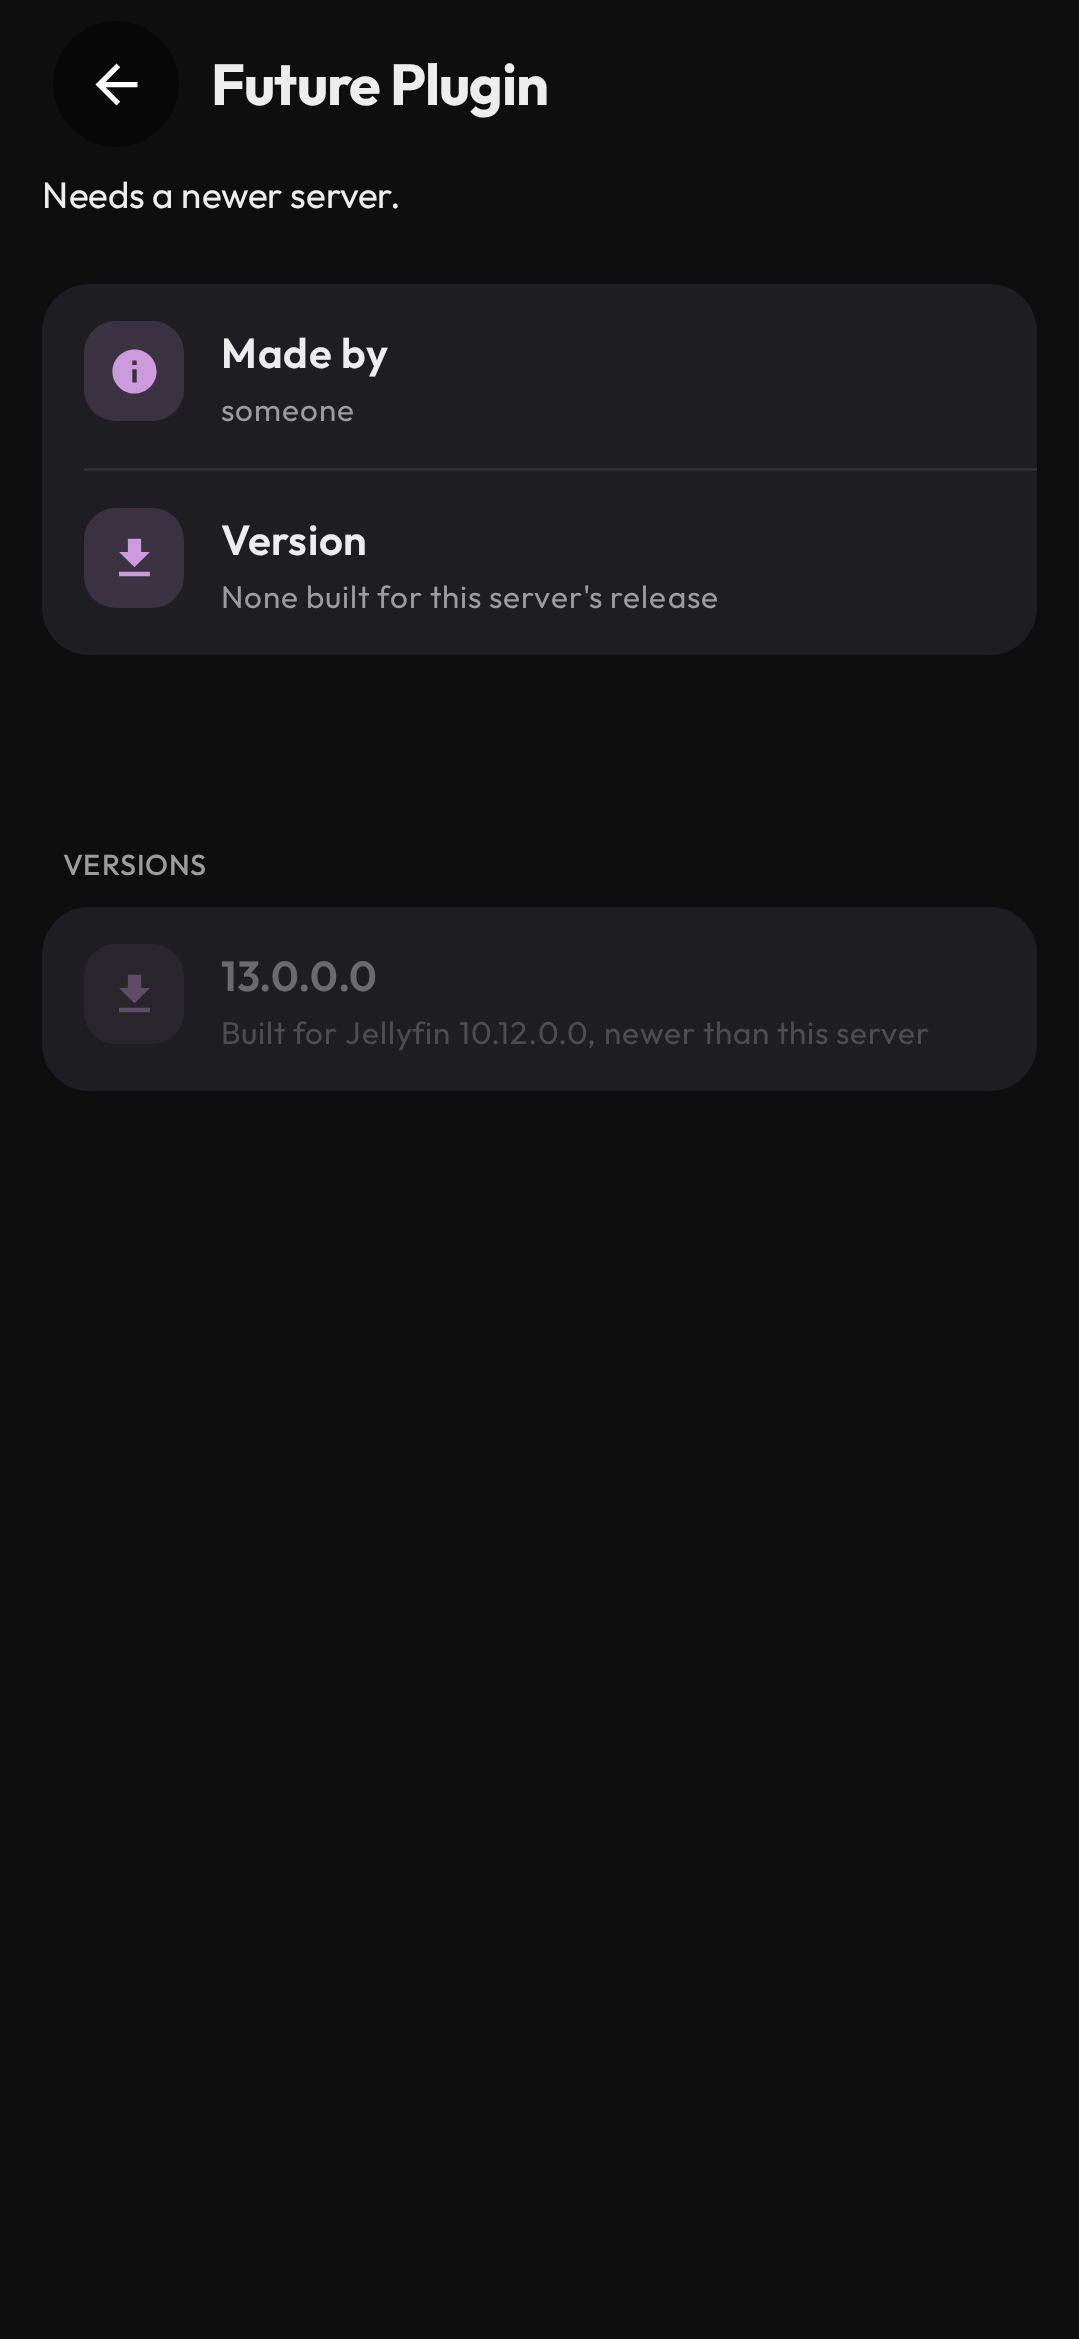 Future Plugin
Needs a newer server.
Made by
someone
Version
None built for this server's release
VERSIONS
13.0.0.0
Built for Jellyfin 10.12.0.0, newer than this server